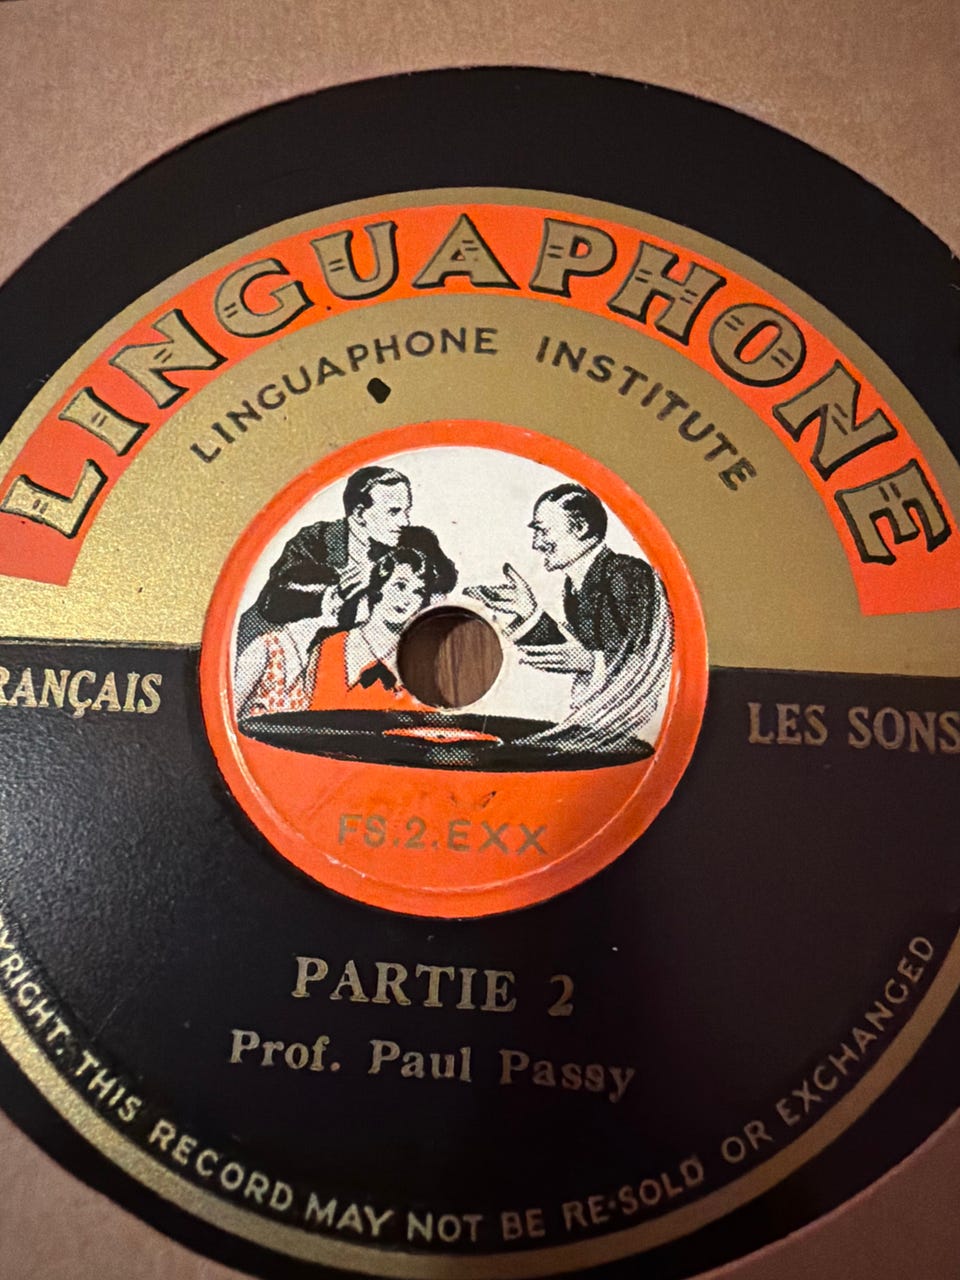 LINGUAPHONE
LINGUAPHONE INSTITUTE
RANÇAIS
LES SONS
FS.2.EXX
PARTIE 2
Prof. Paul Passy
YRIGHT. THIS RECORD MAY NOT BE RE-SOLD OR EXCHANGED